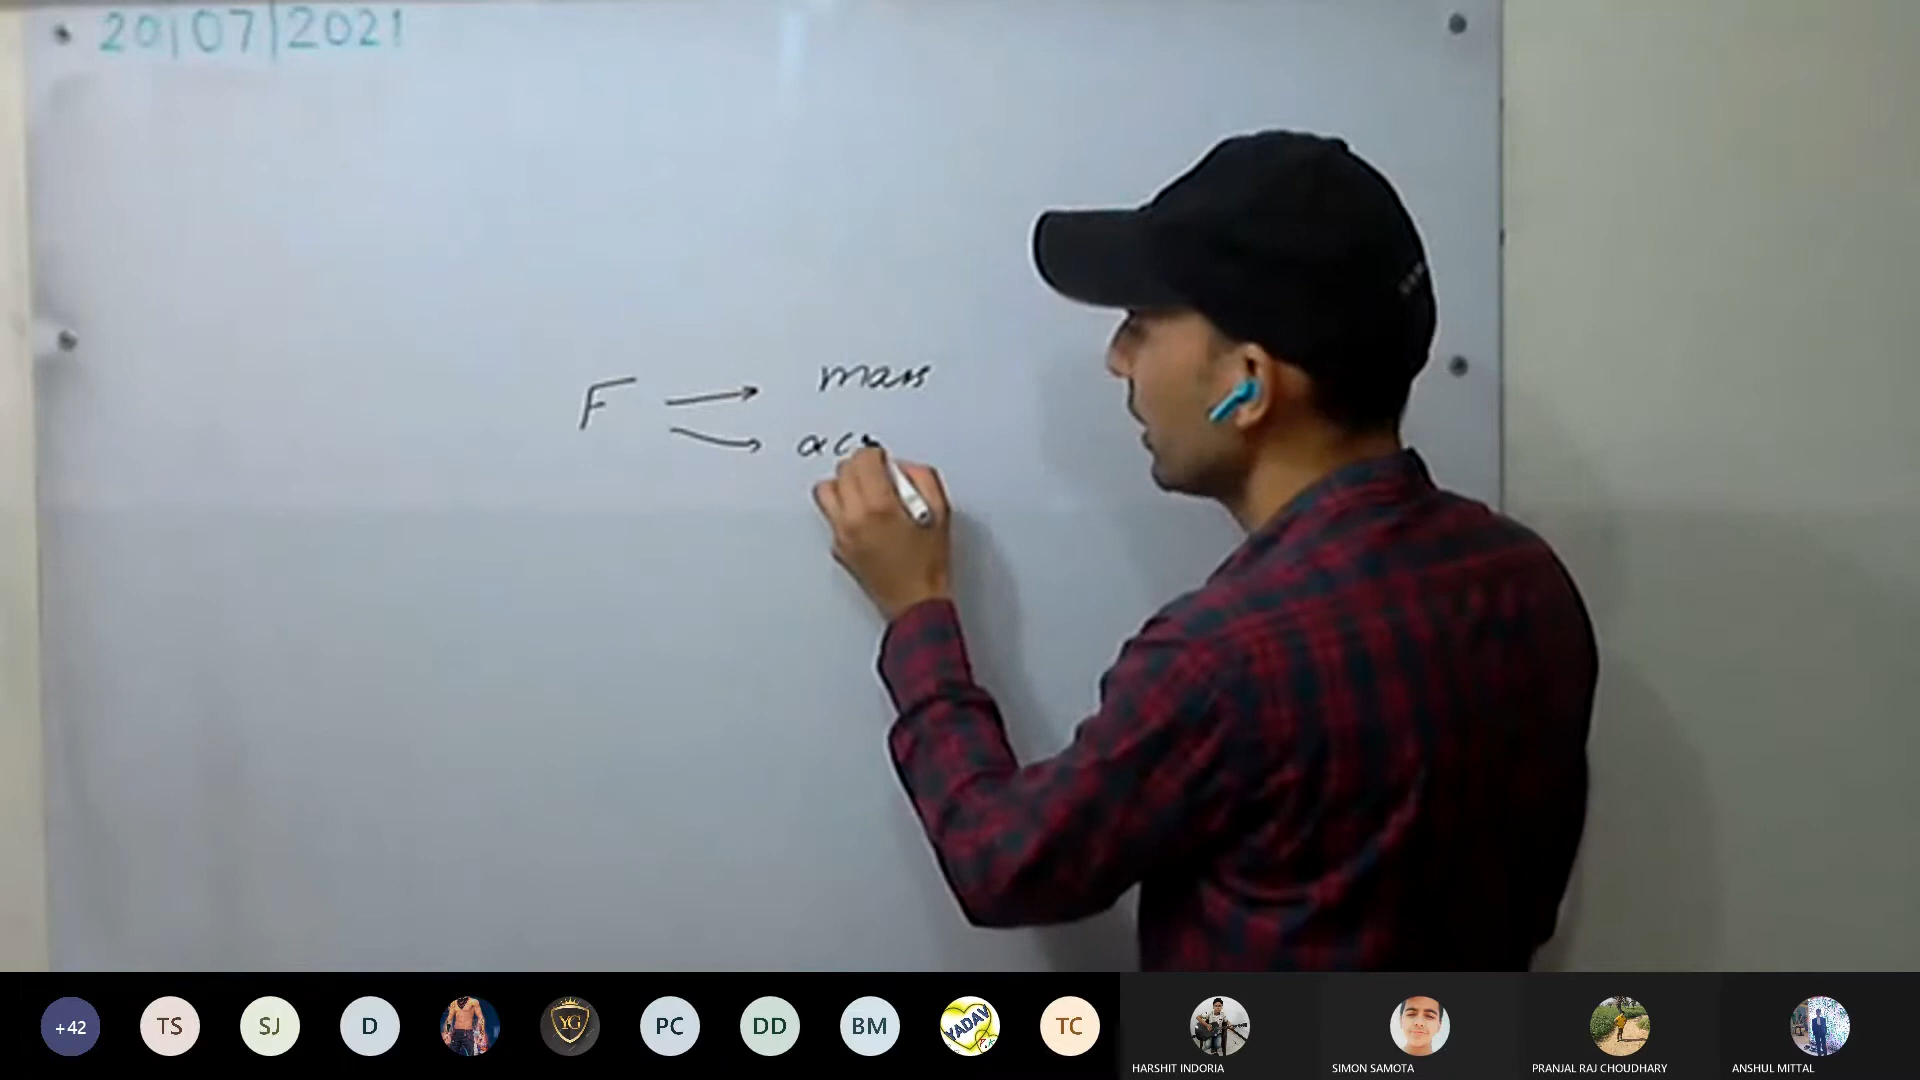 20|07|2021
F → mass
→ acc
+42
TS
SJ
D
YG
PC
DD
BM
YADAV
TC
HARSHIT INDORIA
SIMON SAMOTA
PRANJAL RAJ CHOUDHARY
ANSHUL MITTAL